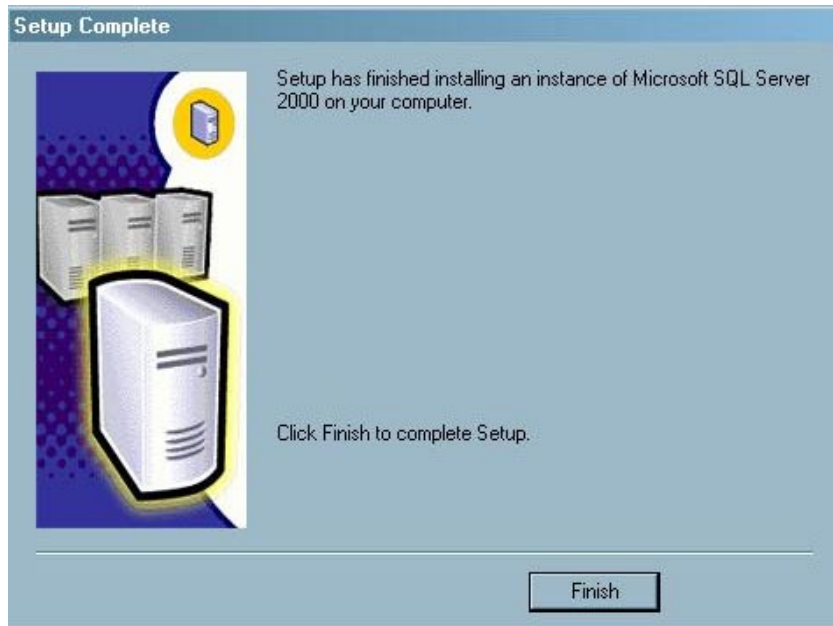 Setup Complete
Setup has finished installing an instance of Microsoft SQL Server
2000 on your computer.
Click Finish to complete Setup.
Finish